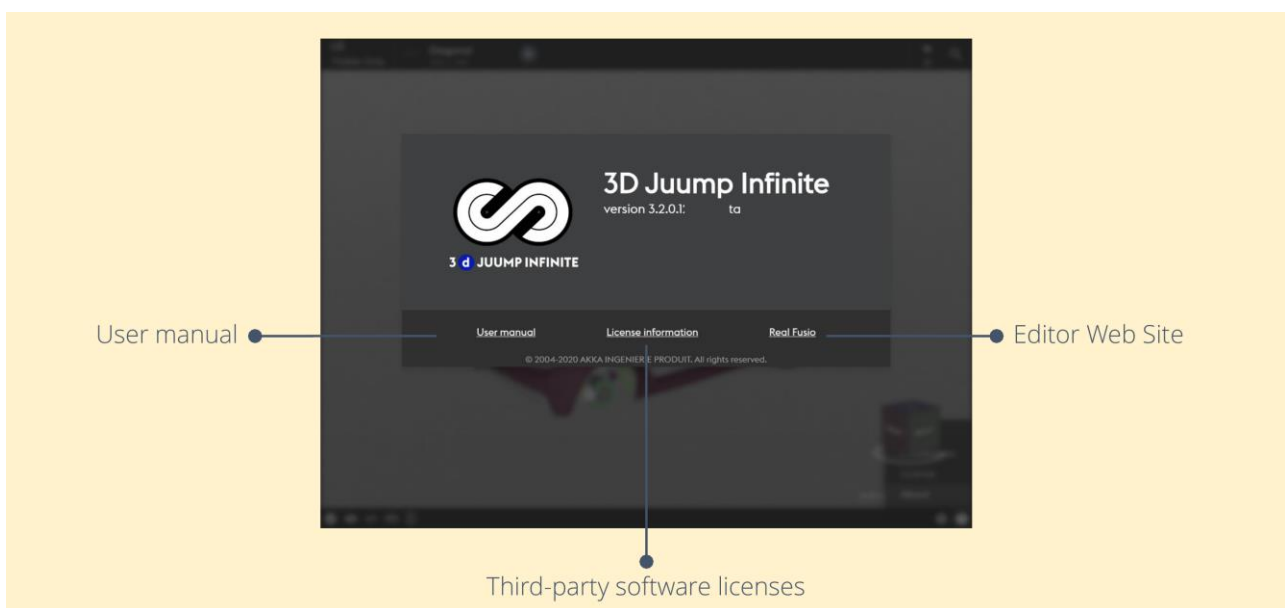 3D Juump Infinite
version 3.2.0.1: ta
3 d JUUMP INFINITE
User manual
User manual
License information
Real Fusio
Editor Web Site
© 2004-2020 AKKA INGENIERIE PRODUIT. All rights reserved.
Third-party software licenses